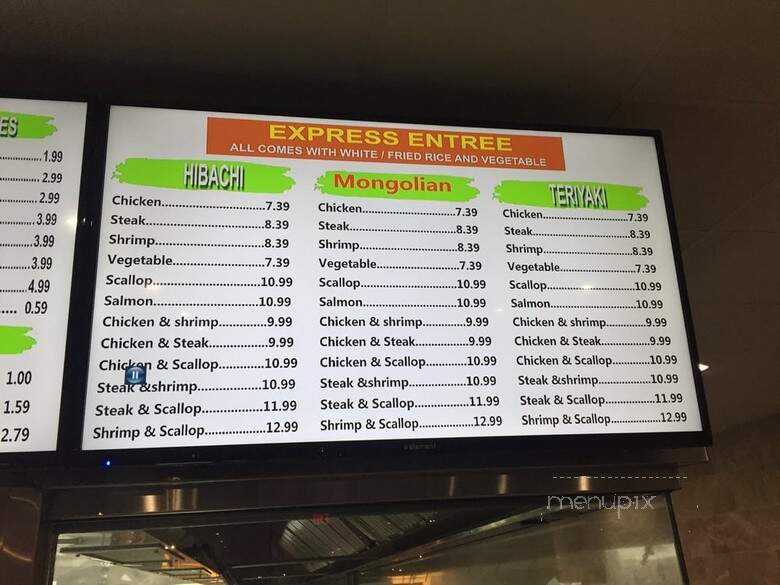 ES
1.99
2.99
2.99
3.99
3.99
3.99
4.99
0.59
1.00
1.59
2.79
EXPRESS ENTREE
ALL COMES WITH WHITE / FRIED RICE AND VEGETABLE
HIBACHI
Chicken....................7.39
Steak........................8.39
Shrimp......................8.39
Vegetable..................7.39
Scallop......................10.99
Salmon.....................10.99
Chicken & shrimp..............9.99
Chicken & Steak.................9.99
Chicken & Scallop.............10.99
Steak &shrimp..................10.99
Steak & Scallop.................11.99
Shrimp & Scallop..................12.99
Mongolian
Chicken........................7.39
Steak...........................8.39
Shrimp.........................8.39
Vegetable....................7.39
Scallop.......................10.99
Salmon.......................10.99
Chicken & shrimp.............9.99
Chicken & Steak................9.99
Chicken & Scallop............10.99
Steak &shrimp.................10.99
Steak & Scallop................11.99
Shrimp & Scallop................12.99
TERIYAKI
Chicken.....................7.39
Steak........................8.39
Shrimp......................8.39
Vegetable..................7.39
Scallop......................10.99
Salmon.....................10.99
Chicken & shrimp............9.99
Chicken & Steak...............9.99
Chicken & Scallop...........10.99
Steak &shrimp................10.99
Steak & Scallop...............11.99
Shrimp & Scallop...............12.99
element
menupix